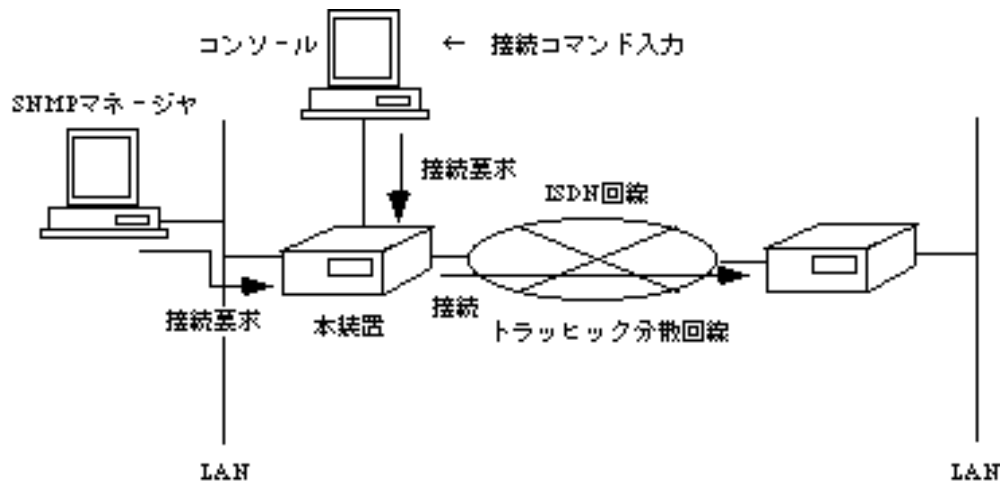 コンソール ← 接続コマンド入力
SNMPマネージャ
接続要求
ISDN回線
接続要求
本装置
接続
トラッヒック分散回線
LAN
LAN